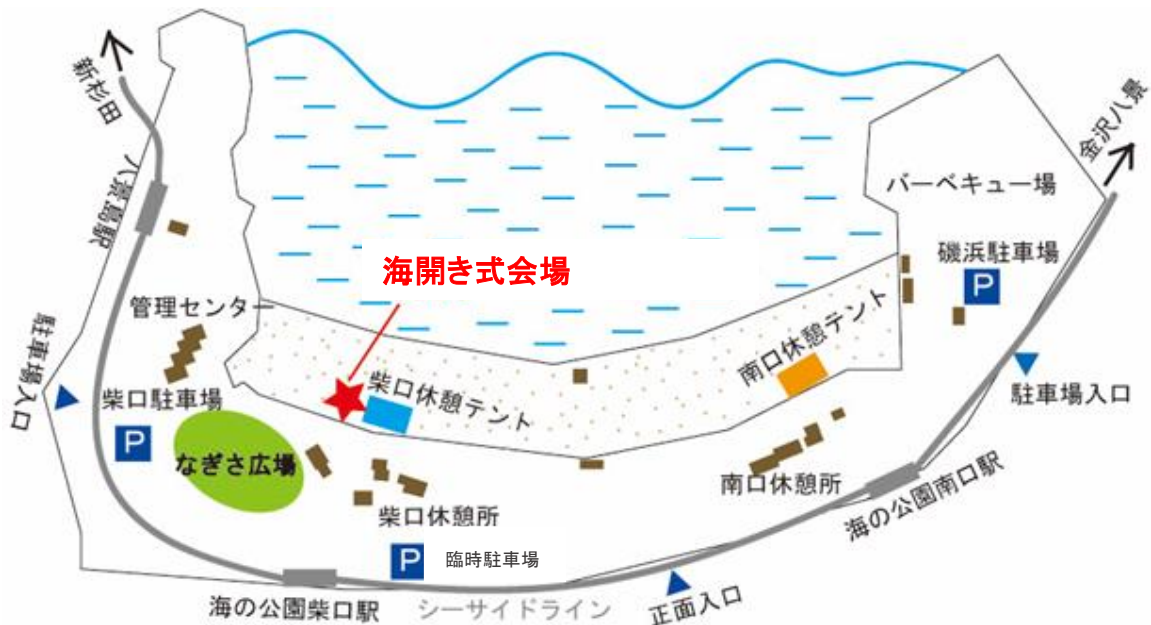 新杉田
金沢八景
八景島駅
バーベキュー場
海開き式会場
磯浜駐車場
P
管理センター
駐車場入口
柴口駐車場
P
柴口休憩テント
南口休憩テント
駐車場入口
なぎさ広場
柴口休憩所
南口休憩所
海の公園南口駅
P
臨時駐車場
海の公園柴口駅
シーサイドライン
正面入口